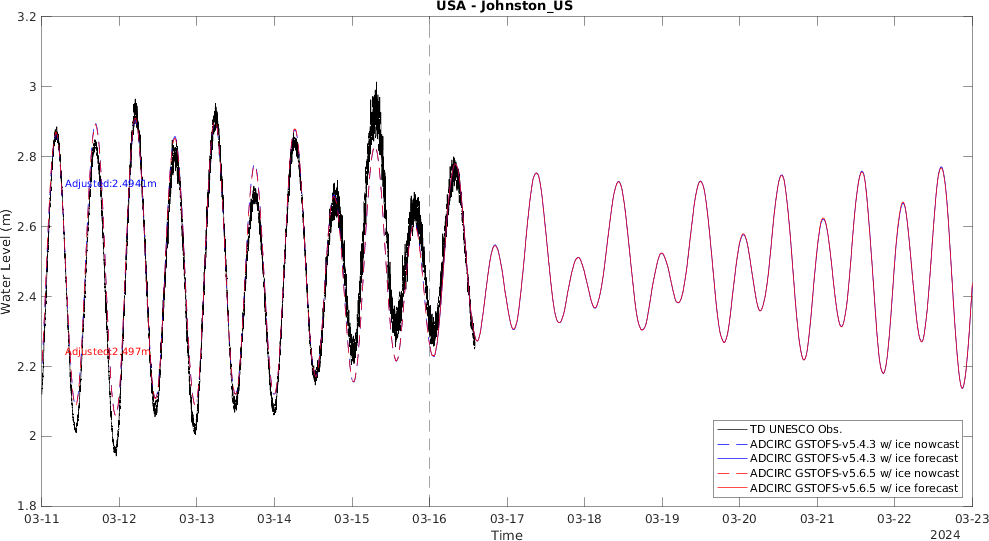 USA - Johnston_US
3.2
3
2.8
2.6
2.4
2.2
2
1.8
Water Level (m)
Adjusted:2.4941m
Adjusted:2.497m
TD UNESCO Obs.
ADCIRC GSTOFS-v5.4.3 w/ ice nowcast
ADCIRC GSTOFS-v5.4.3 w/ ice forecast
ADCIRC GSTOFS-v5.6.5 w/ ice nowcast
ADCIRC GSTOFS-v5.6.5 w/ ice forecast
03-11 03-12 03-13 03-14 03-15 03-16 03-17 03-18 03-19 03-20 03-21 03-22 03-23
Time
2024